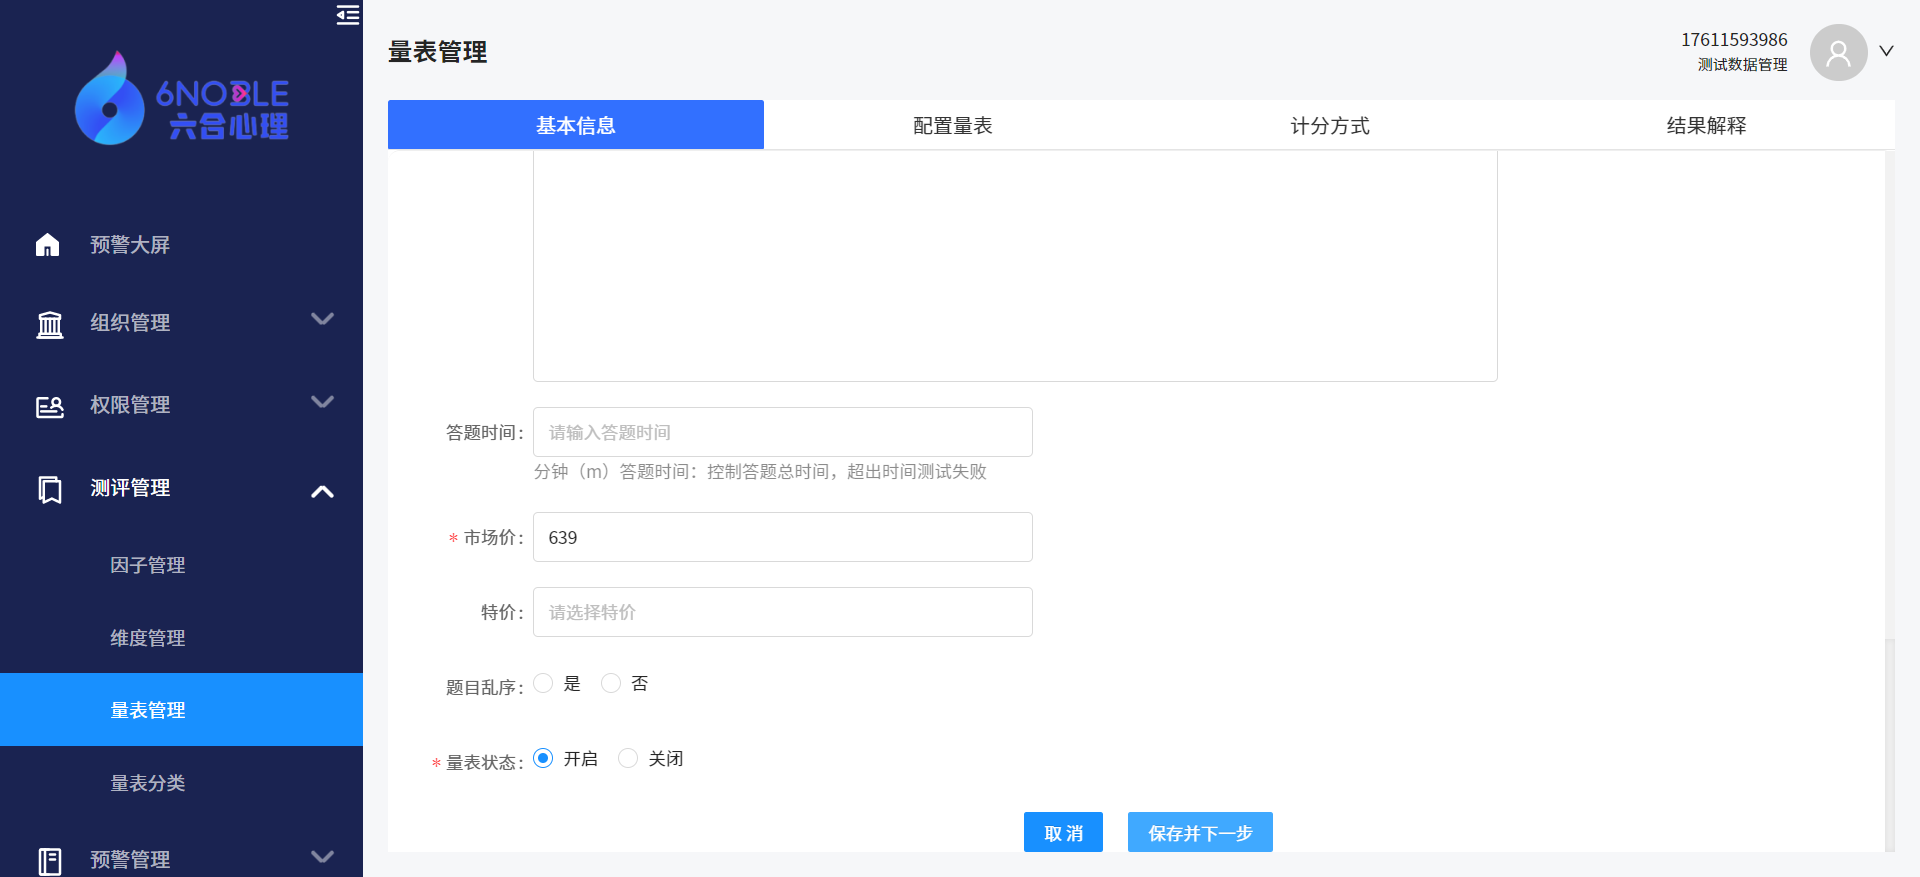 6NOBLE
六合心理
预警大屏
组织管理
权限管理
测评管理
因子管理
维度管理
量表管理
量表分类
预警管理
量表管理
17611593986
测试数据管理
基本信息
配置量表
计分方式
结果解释
答题时间：
请输入答题时间
分钟（m）答题时间：控制答题总时间，超出时间测试失败
* 市场价：
639
特价：
请选择特价
题目乱序：
是 否
* 量表状态：
开启 关闭
取 消
保存并下一步